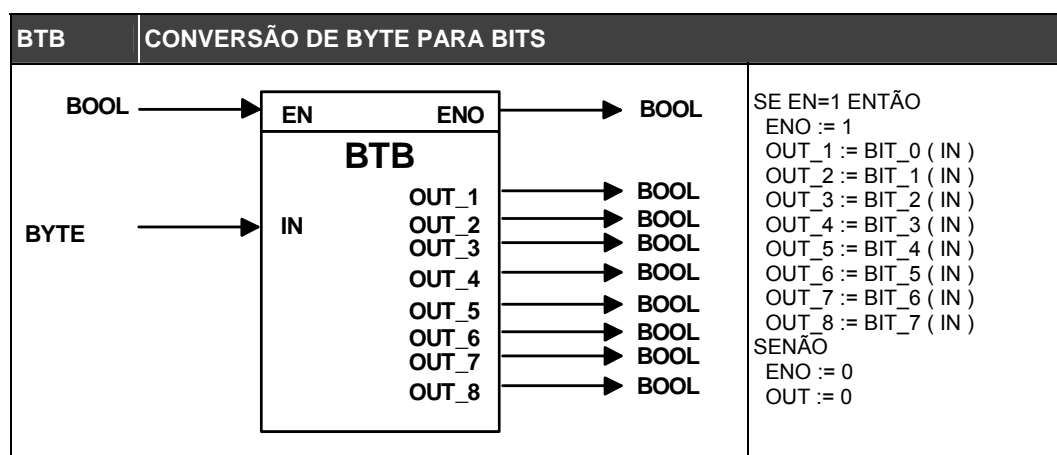 BTB CONVERSÃO DE BYTE PARA BITS
BOOL EN ENO BOOL
BTB
OUT_1 BOOL
BYTE IN OUT_2 BOOL
OUT_3 BOOL
OUT_4 BOOL
OUT_5 BOOL
OUT_6 BOOL
OUT_7 BOOL
OUT_8 BOOL
SE EN=1 ENTÃO
ENO := 1
OUT_1 := BIT_0 ( IN )
OUT_2 := BIT_1 ( IN )
OUT_3 := BIT_2 ( IN )
OUT_4 := BIT_3 ( IN )
OUT_5 := BIT_4 ( IN )
OUT_6 := BIT_5 ( IN )
OUT_7 := BIT_6 ( IN )
OUT_8 := BIT_7 ( IN )
SENÃO
ENO := 0
OUT := 0